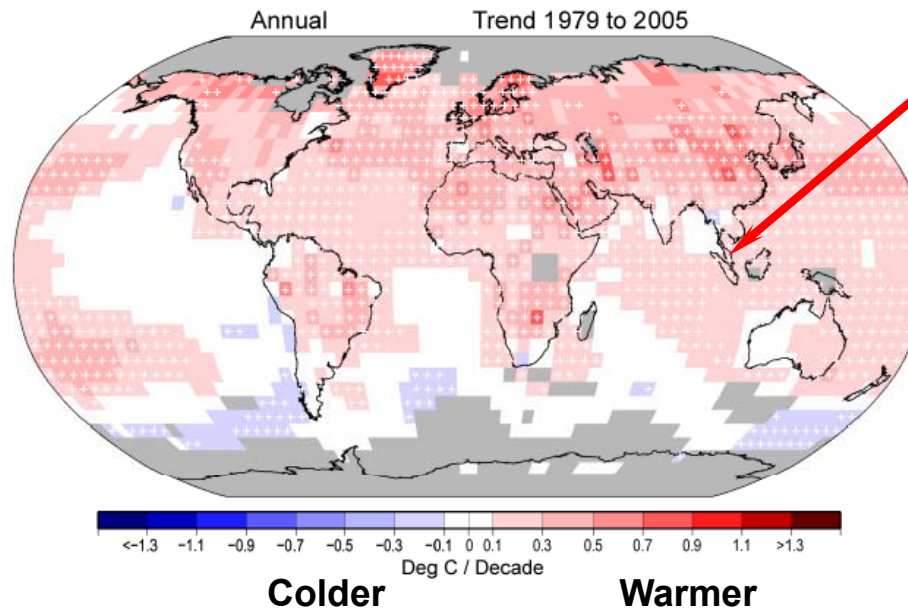 Annual Trend 1979 to 2005
<−1.3 −1.1 −0.9 −0.7 −0.5 −0.3 −0.1 0 0.1 0.3 0.5 0.7 0.9 1.1 >1.3
Deg C / Decade
Colder Warmer